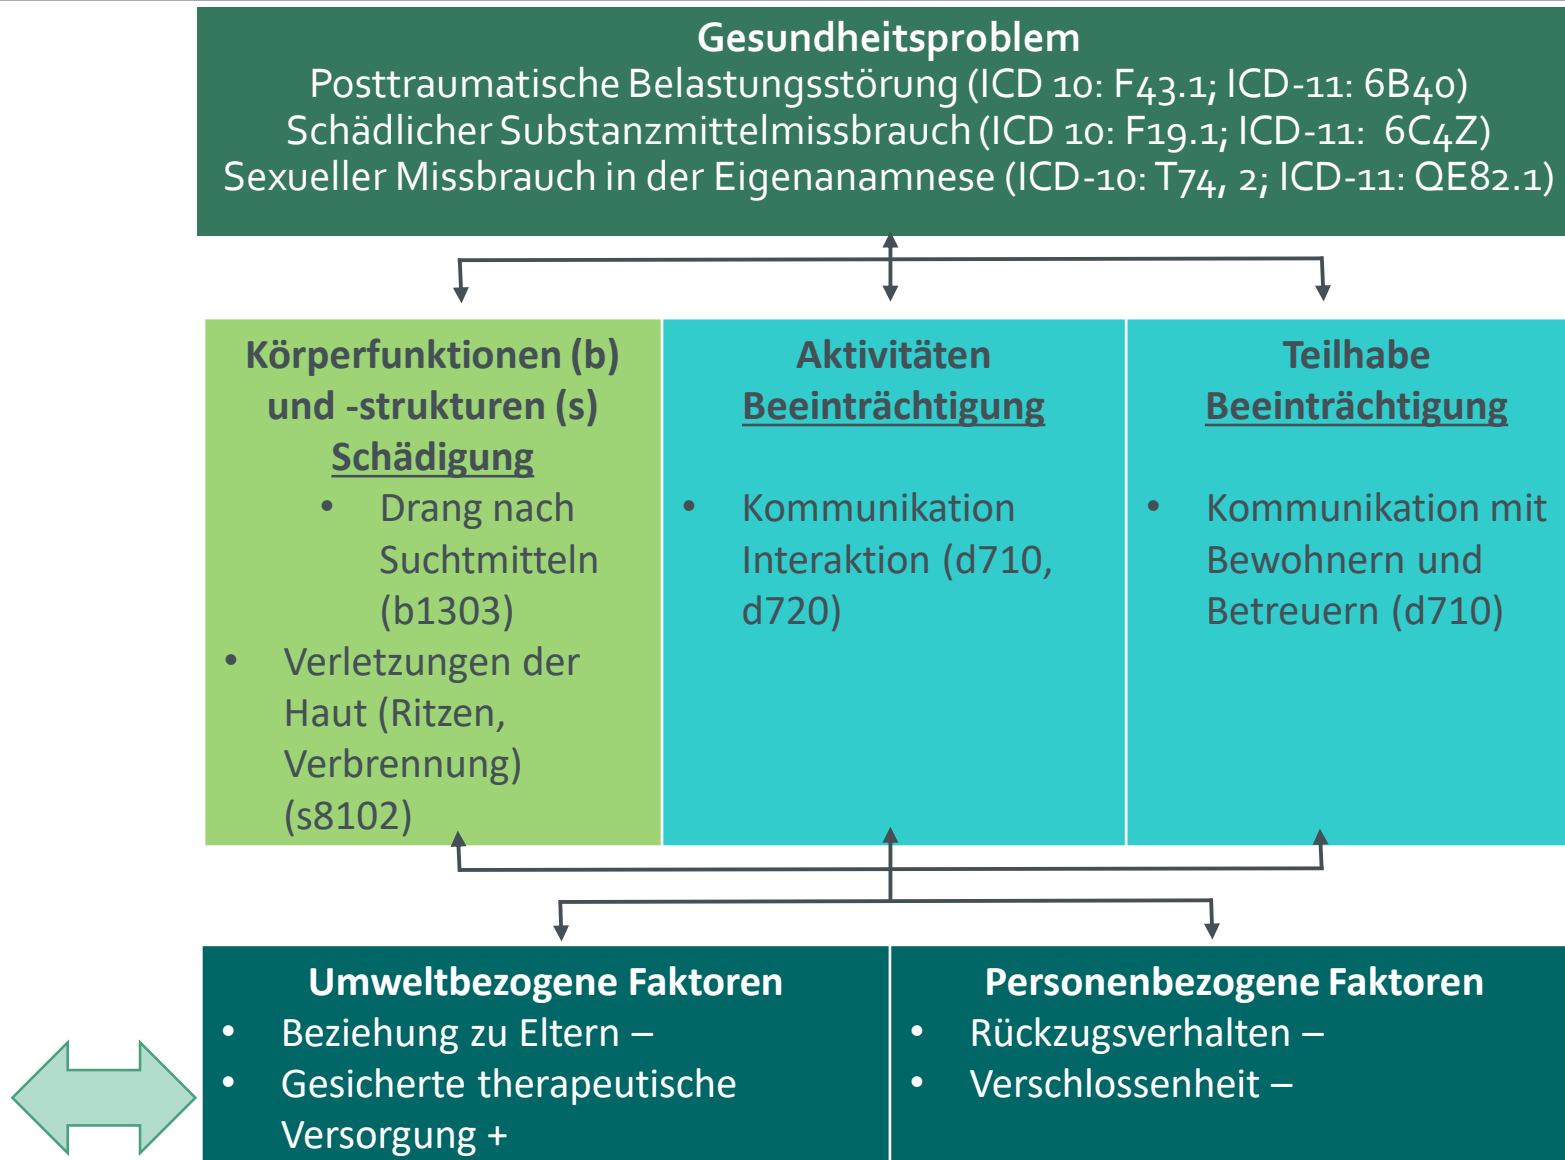 Gesundheitsproblem
Posttraumatische Belastungsstörung (ICD 10: F43.1; ICD-11: 6B40)
Schädlicher Substanzmittelmissbrauch (ICD 10: F19.1; ICD-11:  6C4Z)
Sexueller Missbrauch in der Eigenanamnese (ICD-10: T74, 2; ICD-11: QE82.1)
Körperfunktionen (b)
und -strukturen (s)
Schädigung
• Drang nach
Suchtmitteln
(b1303)
• Verletzungen der
Haut (Ritzen,
Verbrennung)
(s8102)
Aktivitäten
Beeinträchtigung
• Kommunikation
Interaktion (d710,
d720)
Teilhabe
Beeinträchtigung
• Kommunikation mit
Bewohnern und
Betreuern (d710)
Umweltbezogene Faktoren
• Beziehung zu Eltern –
• Gesicherte therapeutische
Versorgung +
Personenbezogene Faktoren
• Rückzugsverhalten –
• Verschlossenheit –